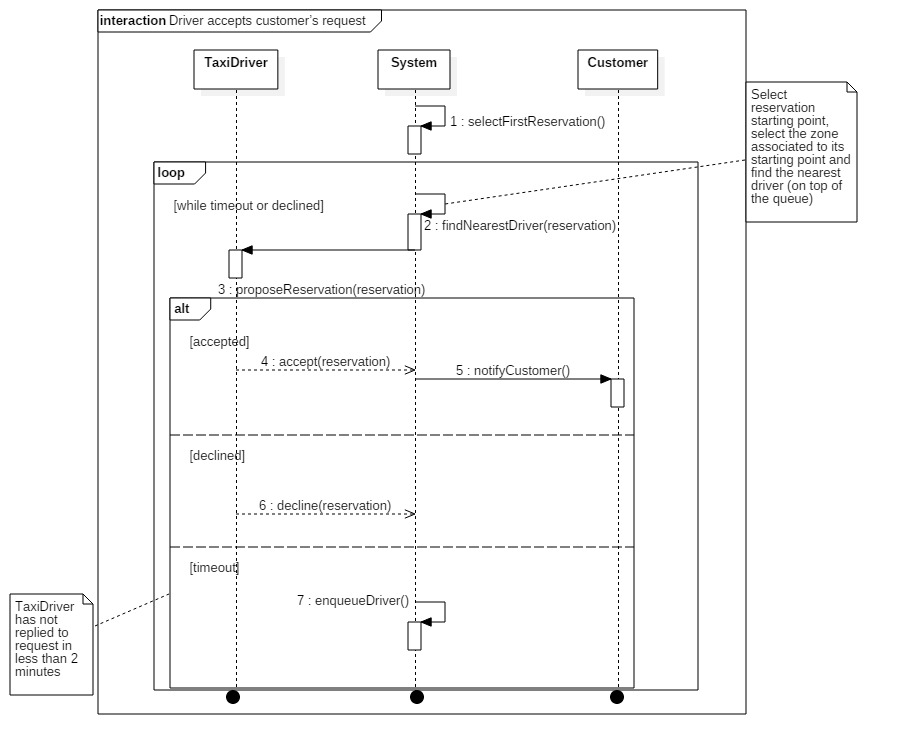 interaction Driver accepts customer's request
TaxiDriver
System
Customer
Select
reservation
starting point,
select the zone
associated to its
starting point and
find the nearest
driver (on top of
the queue)
1 : selectFirstReservation()
loop
[while timeout or declined]
2 : findNearestDriver(reservation)
3 : proposeReservation(reservation)
alt
[accepted]
4 : accept(reservation)
5 : notifyCustomer()
[declined]
6 : decline(reservation)
[timeout]
7 : enqueueDriver()
TaxiDriver
has not
replied to
request in
less than 2
minutes